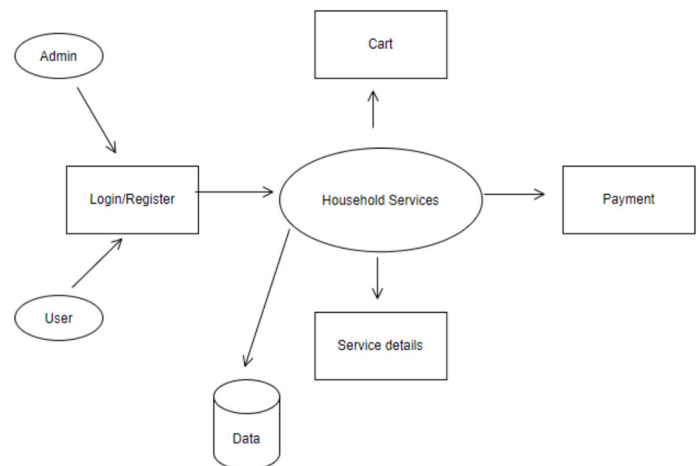 Admin
Cart
Login/Register
Household Services
Payment
User
Service details
Data